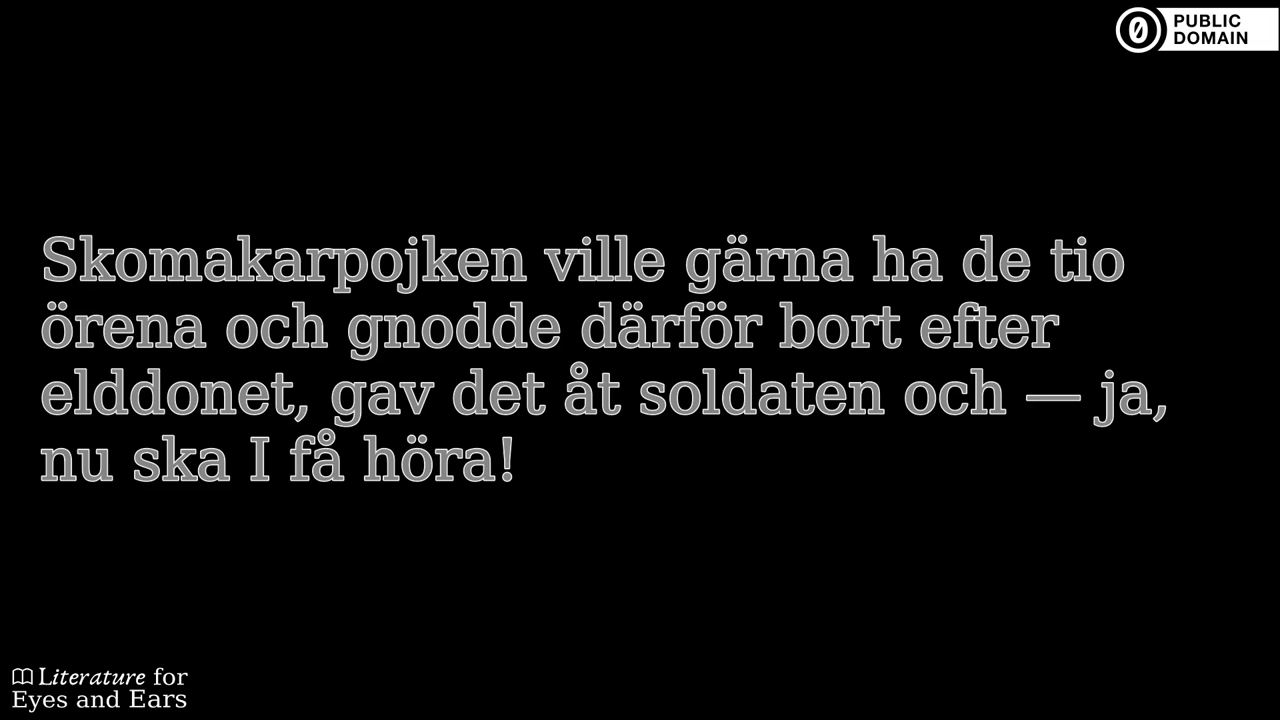 PUBLIC
DOMAIN
Skomakarpojken ville gärna ha de tio
örena och gnodde därför bort efter
elddonet, gav det åt soldaten och — ja,
nu ska I få höra!
Literature for
Eyes and Ears